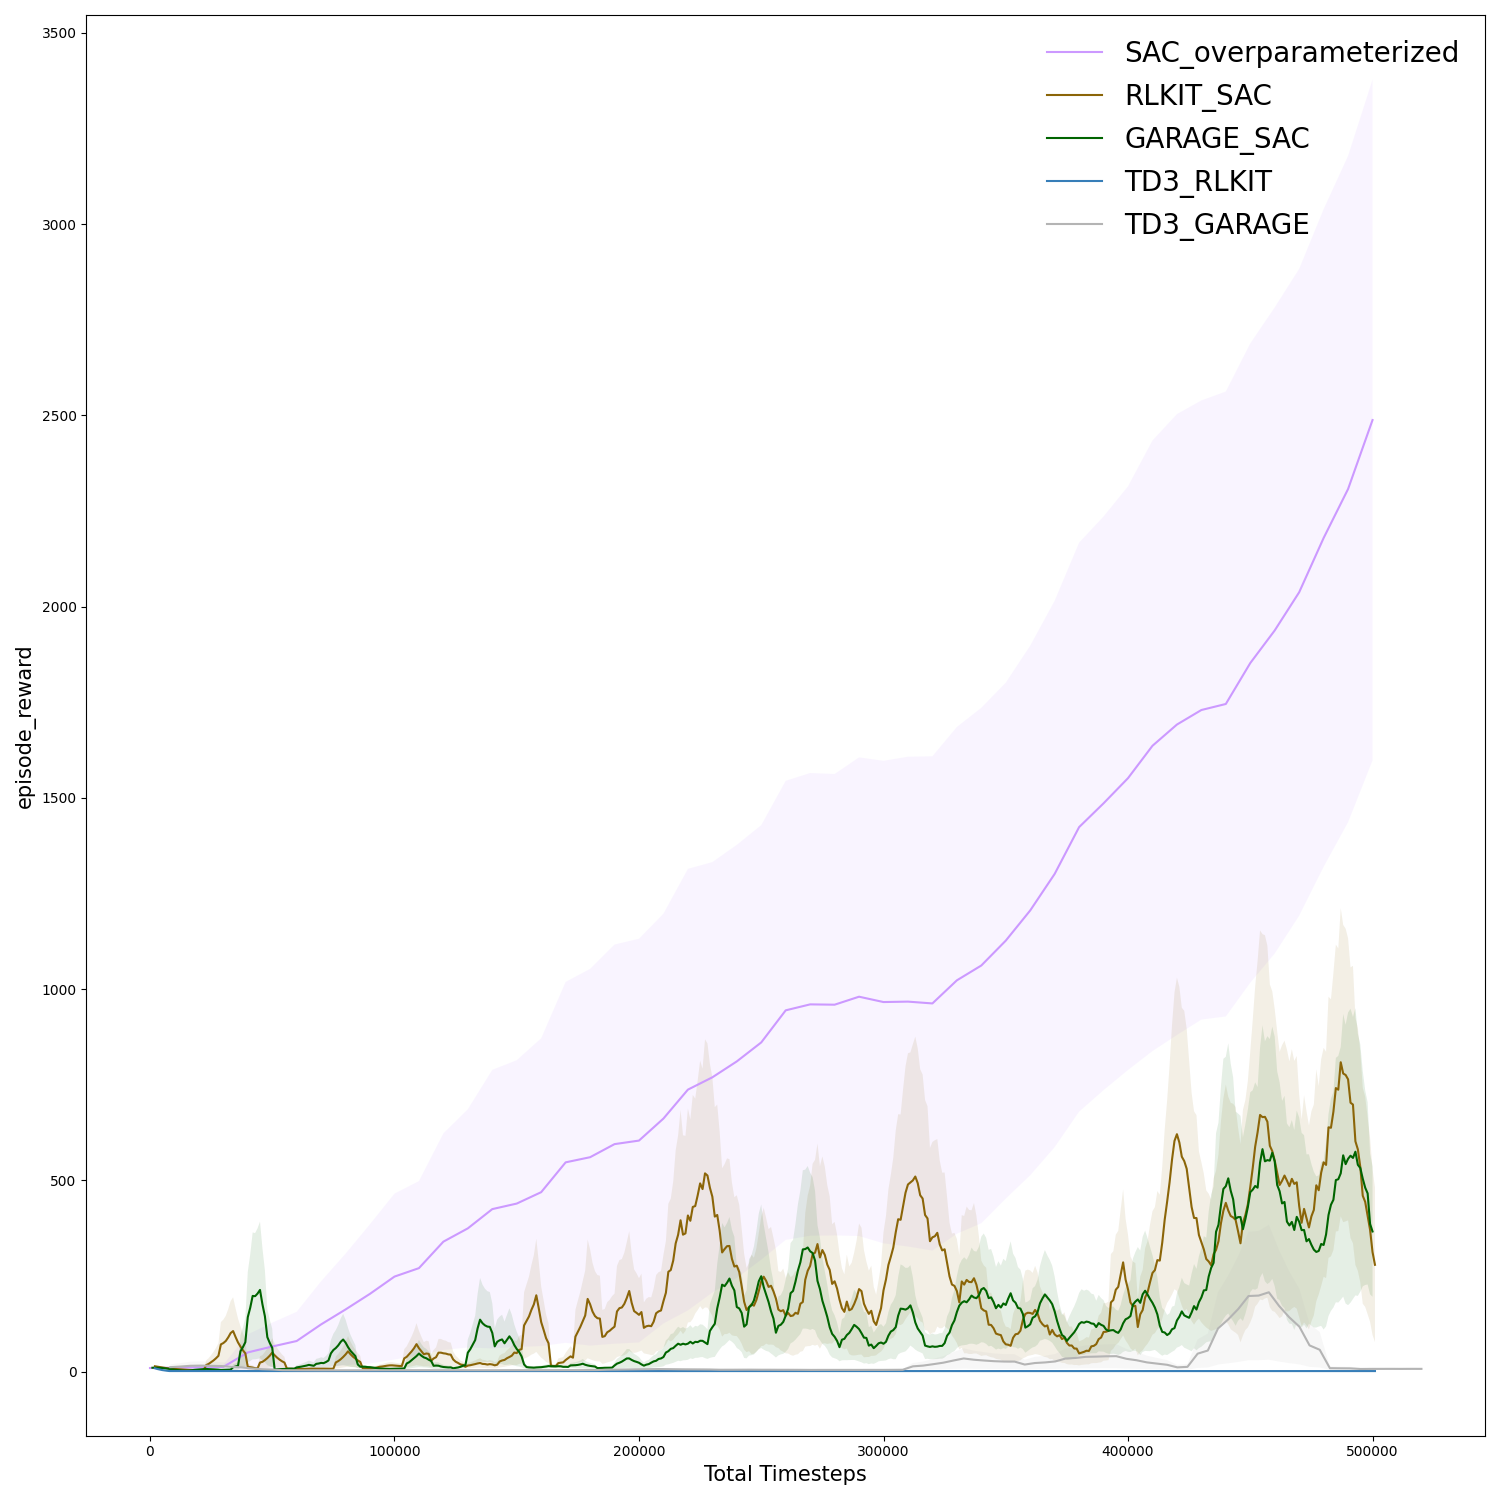 3500
3000
2500
2000
1500
1000
500
0
episode_reward
SAC_overparameterized
RLKIT_SAC
GARAGE_SAC
TD3_RLKIT
TD3_GARAGE
0 100000 200000 300000 400000 500000
Total Timesteps